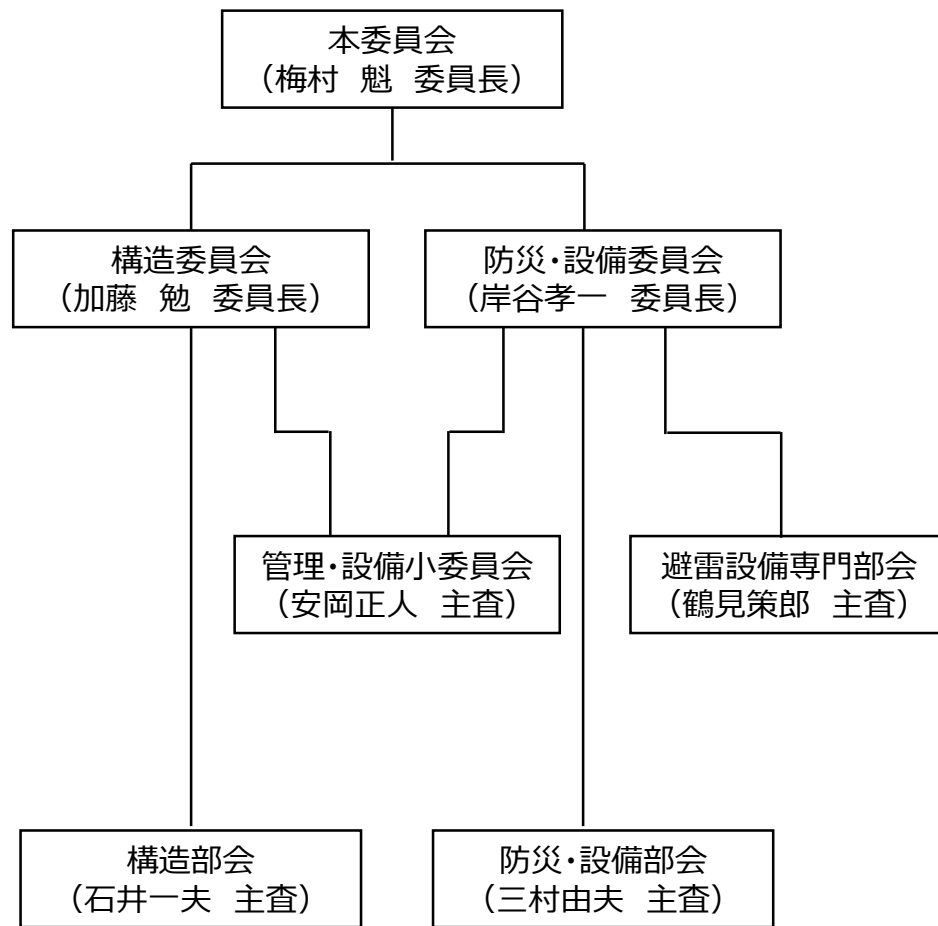 本委員会
（梅村　魁　委員長）
構造委員会
（加藤　勉　委員長）
防災・設備委員会
（岸谷孝一　委員長）
管理・設備小委員会
（安岡正人　主査）
避雷設備専門部会
（鶴見策郎　主査）
構造部会
（石井一夫　主査）
防災・設備部会
（三村由夫　主査）